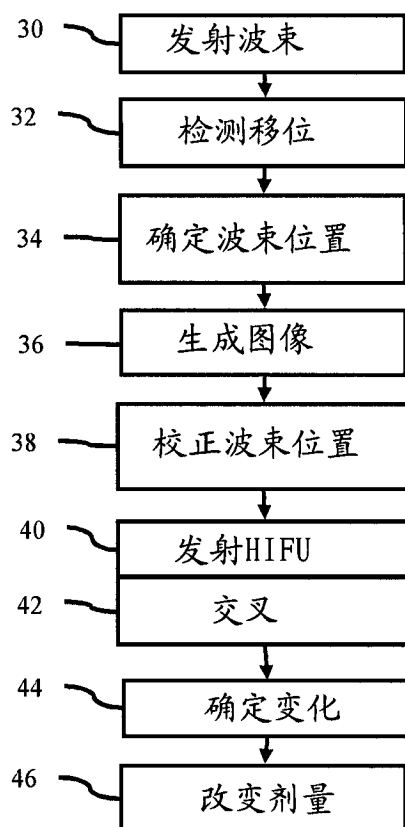 30 发射波束
32 检测移位
34 确定波束位置
36 生成图像
38 校正波束位置
40 发射HIFU
42 交叉
44 确定变化
46 改变剂量